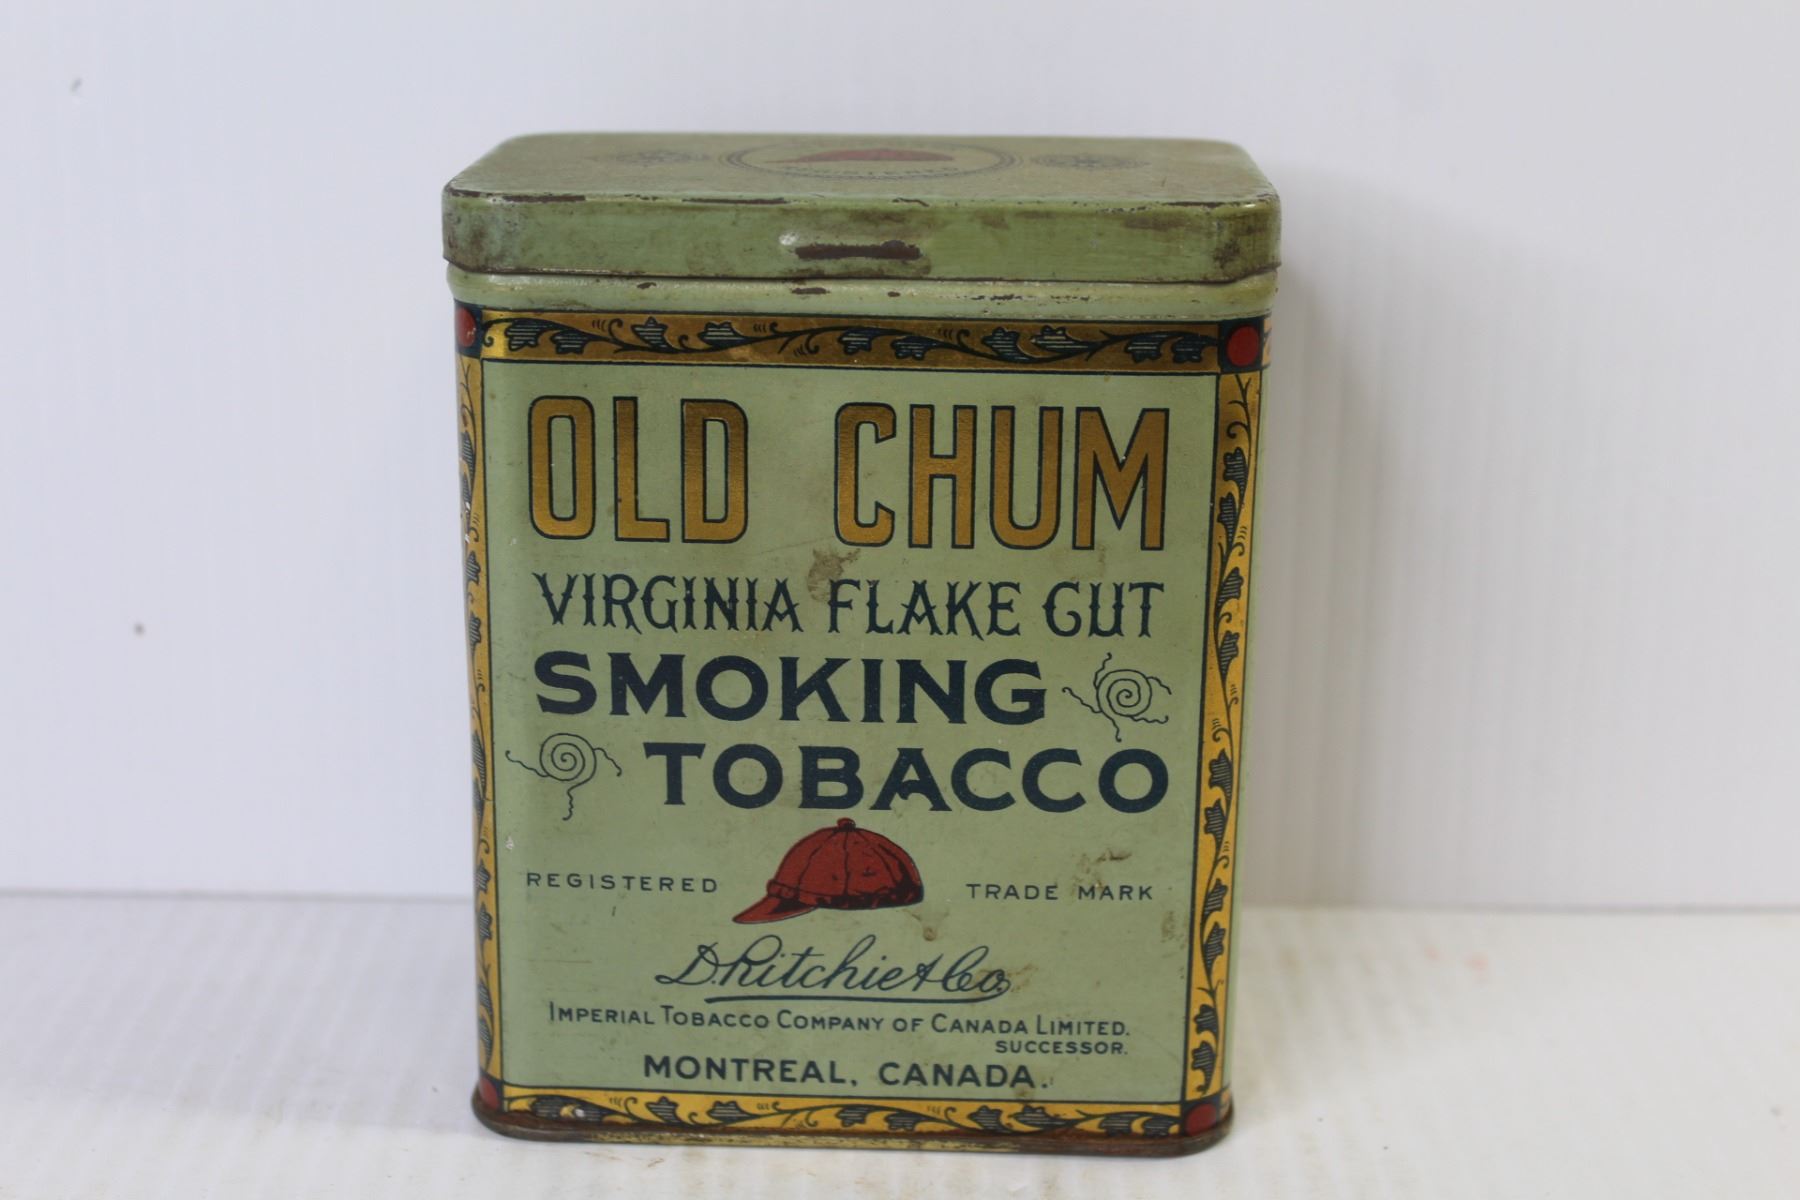 REGISTERED
OLD CHUM
VIRGINIA FLAKE CUT
SMOKING
TOBACCO
REGISTERED TRADE MARK
D. Ritchie & Co.
IMPERIAL TOBACCO COMPANY OF CANADA LIMITED.
SUCCESSOR.
MONTREAL, CANADA.